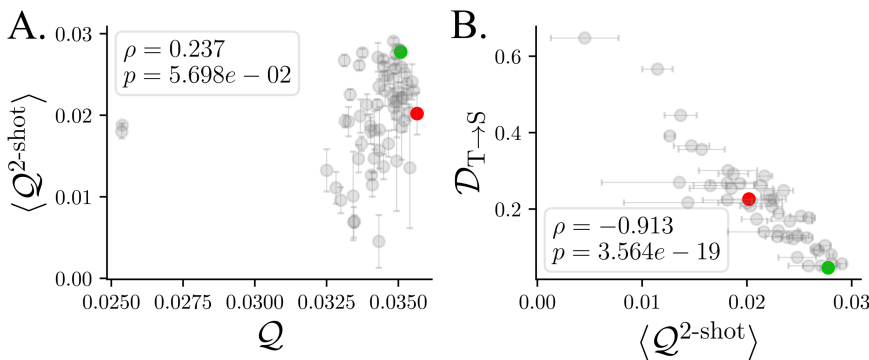 A.
ρ = 0.237
p = 5.698e − 02
0.03
0.02
0.01
0.00
⟨𝒬^{2-shot}⟩
0.0250 0.0275 0.0300 0.0325 0.0350
𝒬
B.
ρ = −0.913
p = 3.564e − 19
0.6
0.4
0.2
𝒟_{T→S}
0.00 0.01 0.02 0.03
⟨𝒬^{2-shot}⟩